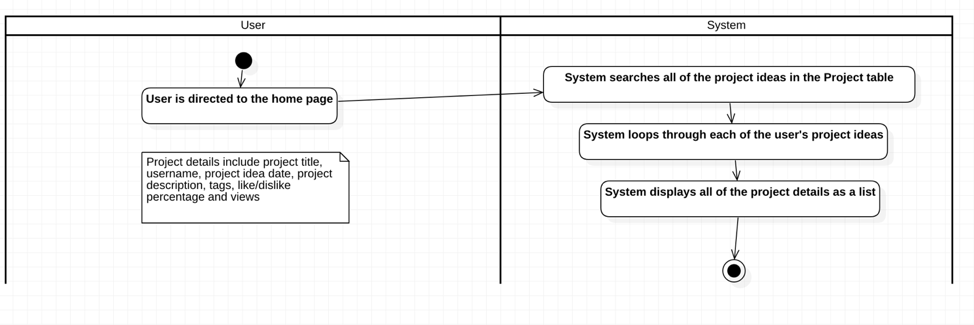 User
System
User is directed to the home page
System searches all of the project ideas in the Project table
System loops through each of the user's project ideas
Project details include project title,
username, project idea date, project
description, tags, like/dislike
percentage and views
System displays all of the project details as a list